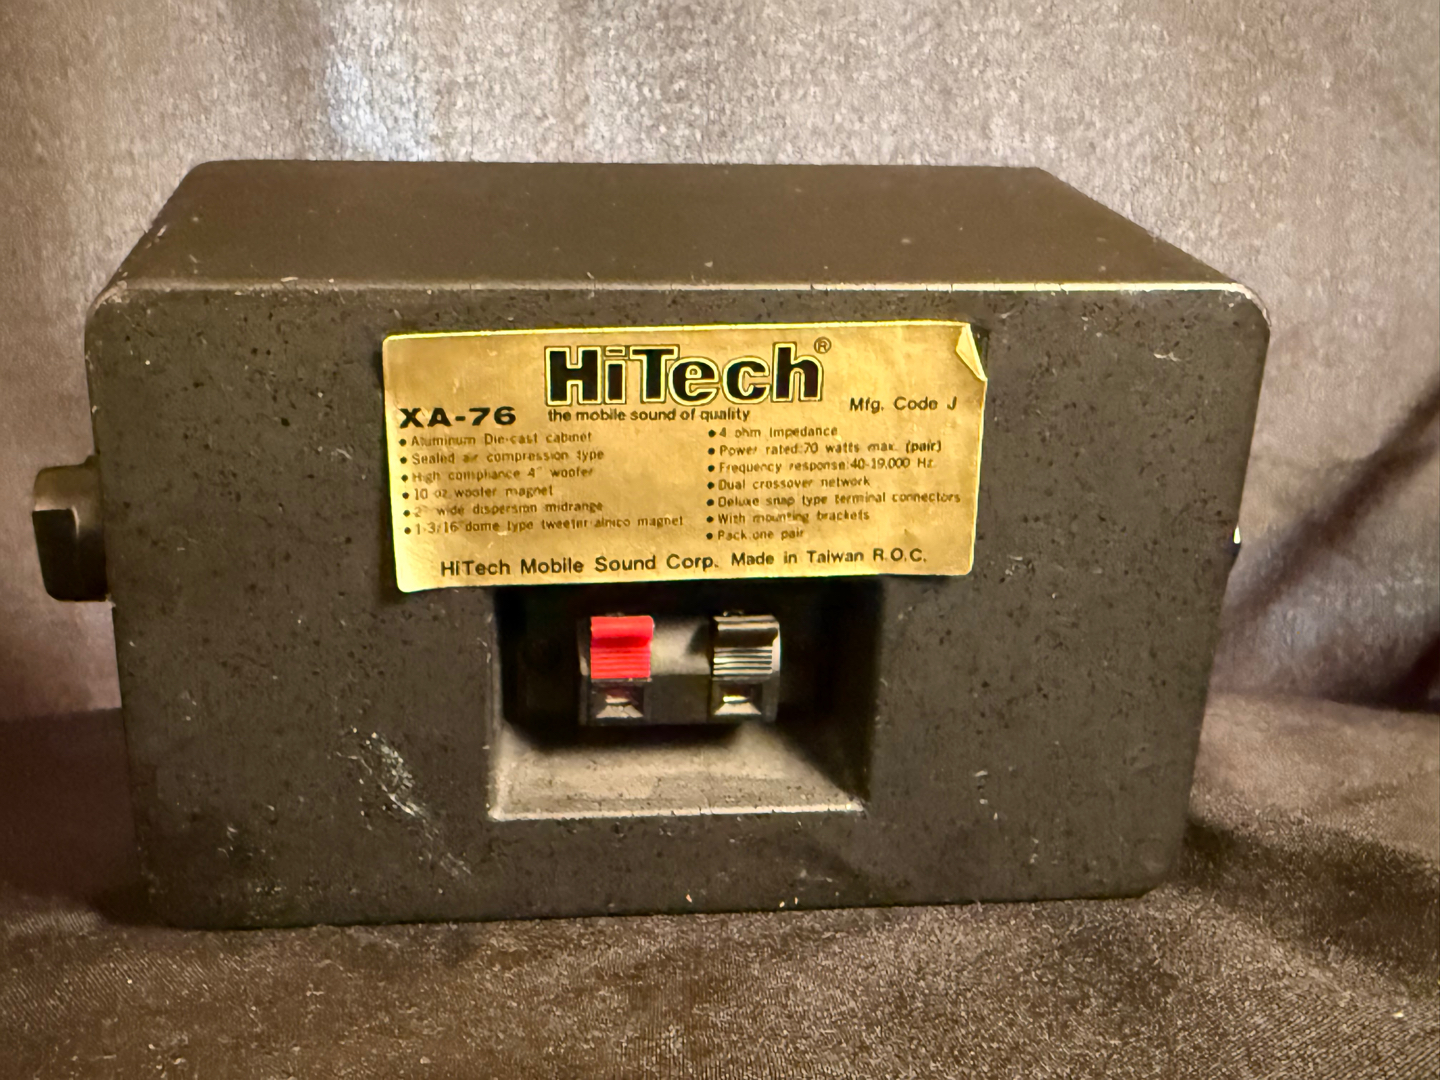 HiTech®
XA-76 the mobile sound of quality Mfg. Code J
• Aluminum Die-cast cabinet
• Sealed air compression type
• High compliance 4" woofer
• 10 oz. woofer magnet
• 2" wide dispersion midrange
• 1-3/16" dome type tweeter alnico magnet
• 4 ohm Impedance
• Power rated:70 watts max. (pair)
• Frequency response:40-19,000 Hz.
• Dual crossover network
• Deluxe snap type terminal connectors
• With mounting brackets
• Pack:one pair
HiTech Mobile Sound Corp. Made in Taiwan R.O.C.